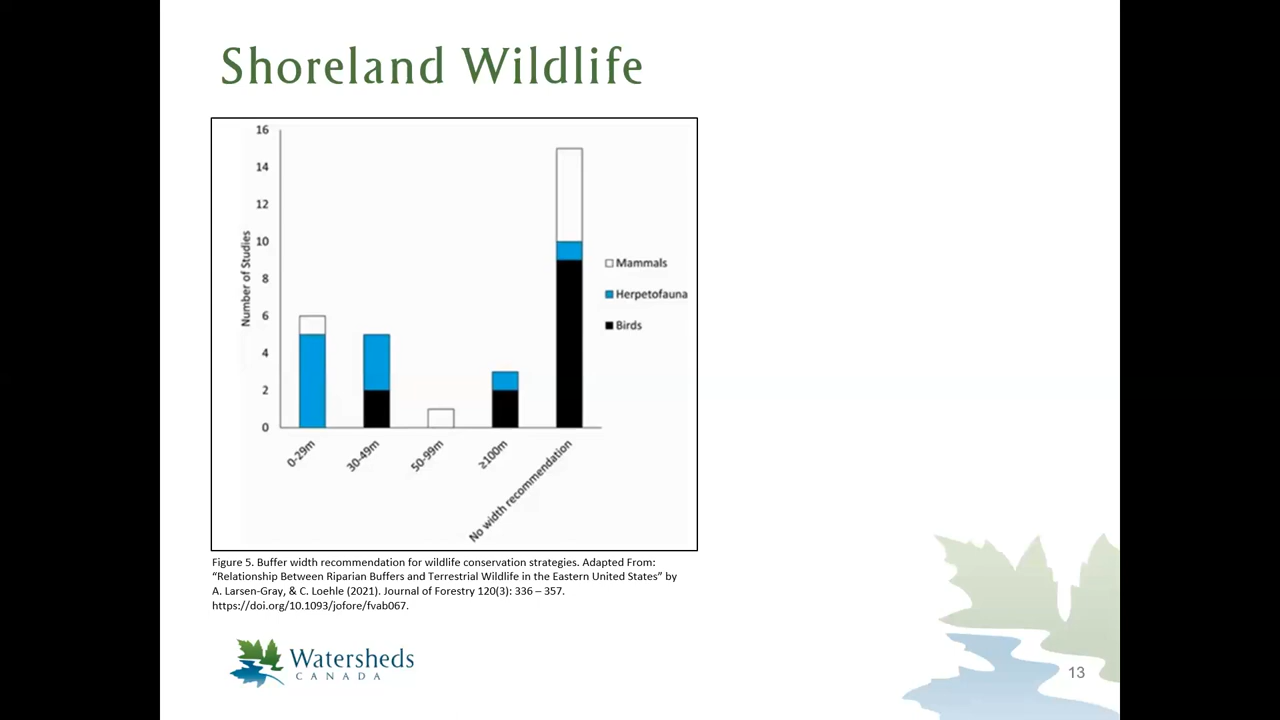 Shoreland Wildlife
16
14
12
10
8
6
4
2
0
Number of Studies
0-29m
30-49m
50-99m
≥100m
No width recommendation
Mammals
Herpetofauna
Birds
Figure 5. Buffer width recommendation for wildlife conservation strategies. Adapted From:
“Relationship Between Riparian Buffers and Terrestrial Wildlife in the Eastern United States” by
A. Larsen-Gray, & C. Loehle (2021). Journal of Forestry 120(3): 336 – 357.
https://doi.org/10.1093/jofore/fvab067.
Watersheds
CANADA
13